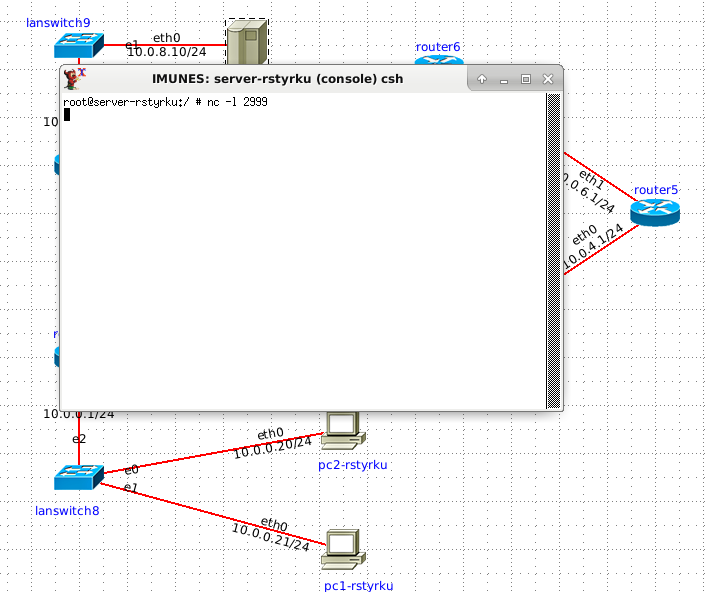 lanswitch9
eth0
e1
10.0.8.10/24
router6
IMUNES: server-rstyrku (console) csh
root@server-rstyrku:/ # nc -l 2999
10
eth1
0.0.6.1/24
router5
eth0
10.0.4.1/24
r
10.0.0.1/24
e2
eth0
10.0.0.20/24
pc2-rstyrku
e0
e1
lanswitch8
eth0
10.0.0.21/24
pc1-rstyrku